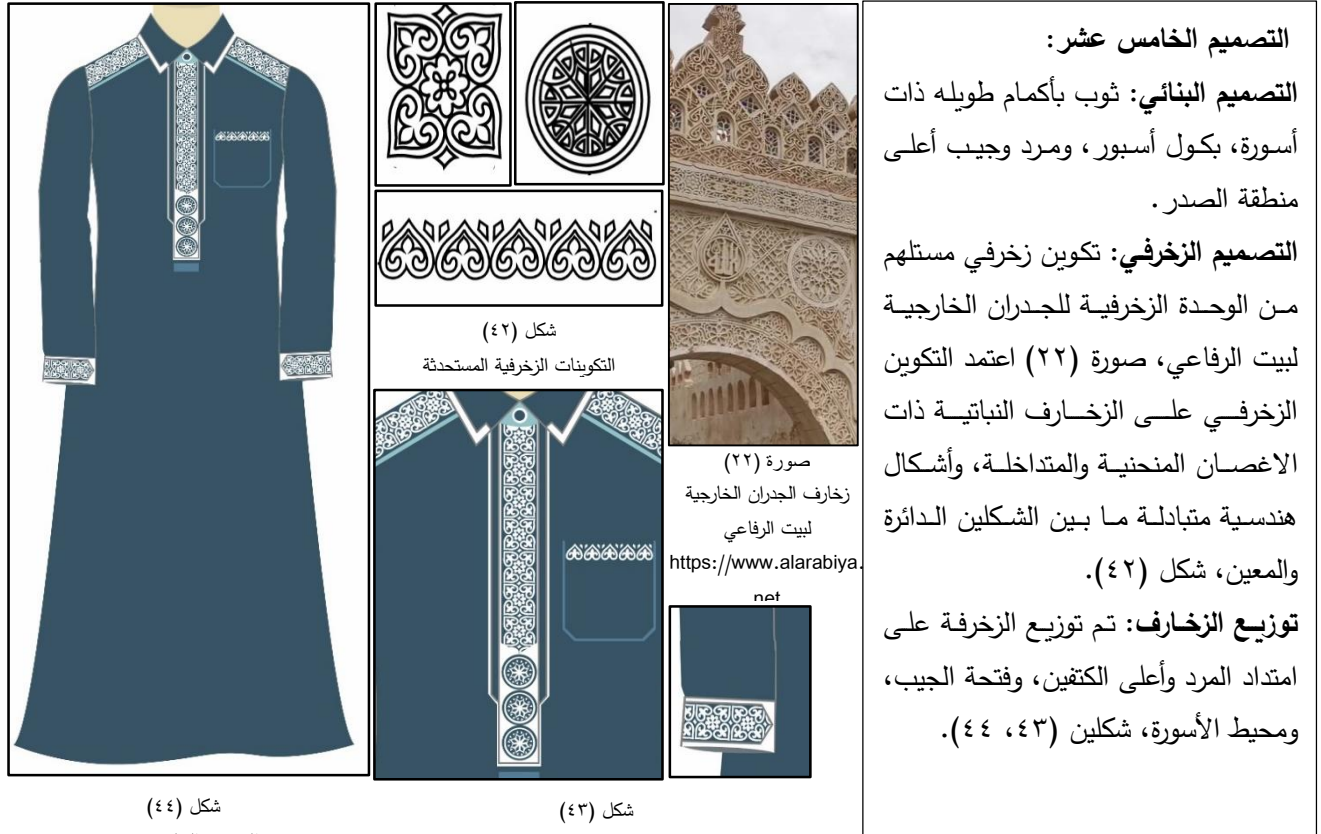 التصميم الخامس عشر:
التصميم البنائي: ثوب بأكمام طويله ذات
أسورة، بكول أسبور، ومرد وجيب أعلى
منطقة الصدر.
التصميم الزخرفي: تكوين زخرفي مستلهم
من الوحدة الزخرفية للجدران الخارجية
لبيت الرفاعي، صورة (٢٢) اعتمد التكوين
الزخرفي على الزخارف النباتية ذات
الاغصان المنحنية والمتداخلة، وأشكال
هندسية متبادلة ما بين الشكلين الدائرة
والمعين، شكل (٤٢).
توزيع الزخارف: تم توزيع الزخرفة على
امتداد المرد وأعلى الكتفين، وفتحة الجيب،
ومحيط الأسورة، شكلين (٤٣، ٤٤).
صورة (٢٢)
زخارف الجدران الخارجية
لبيت الرفاعي
https://www.alarabiya.
net
شكل (٤٢)
التكوينات الزخرفية المستحدثة
شكل (٤٣)
شكل (٤٤)